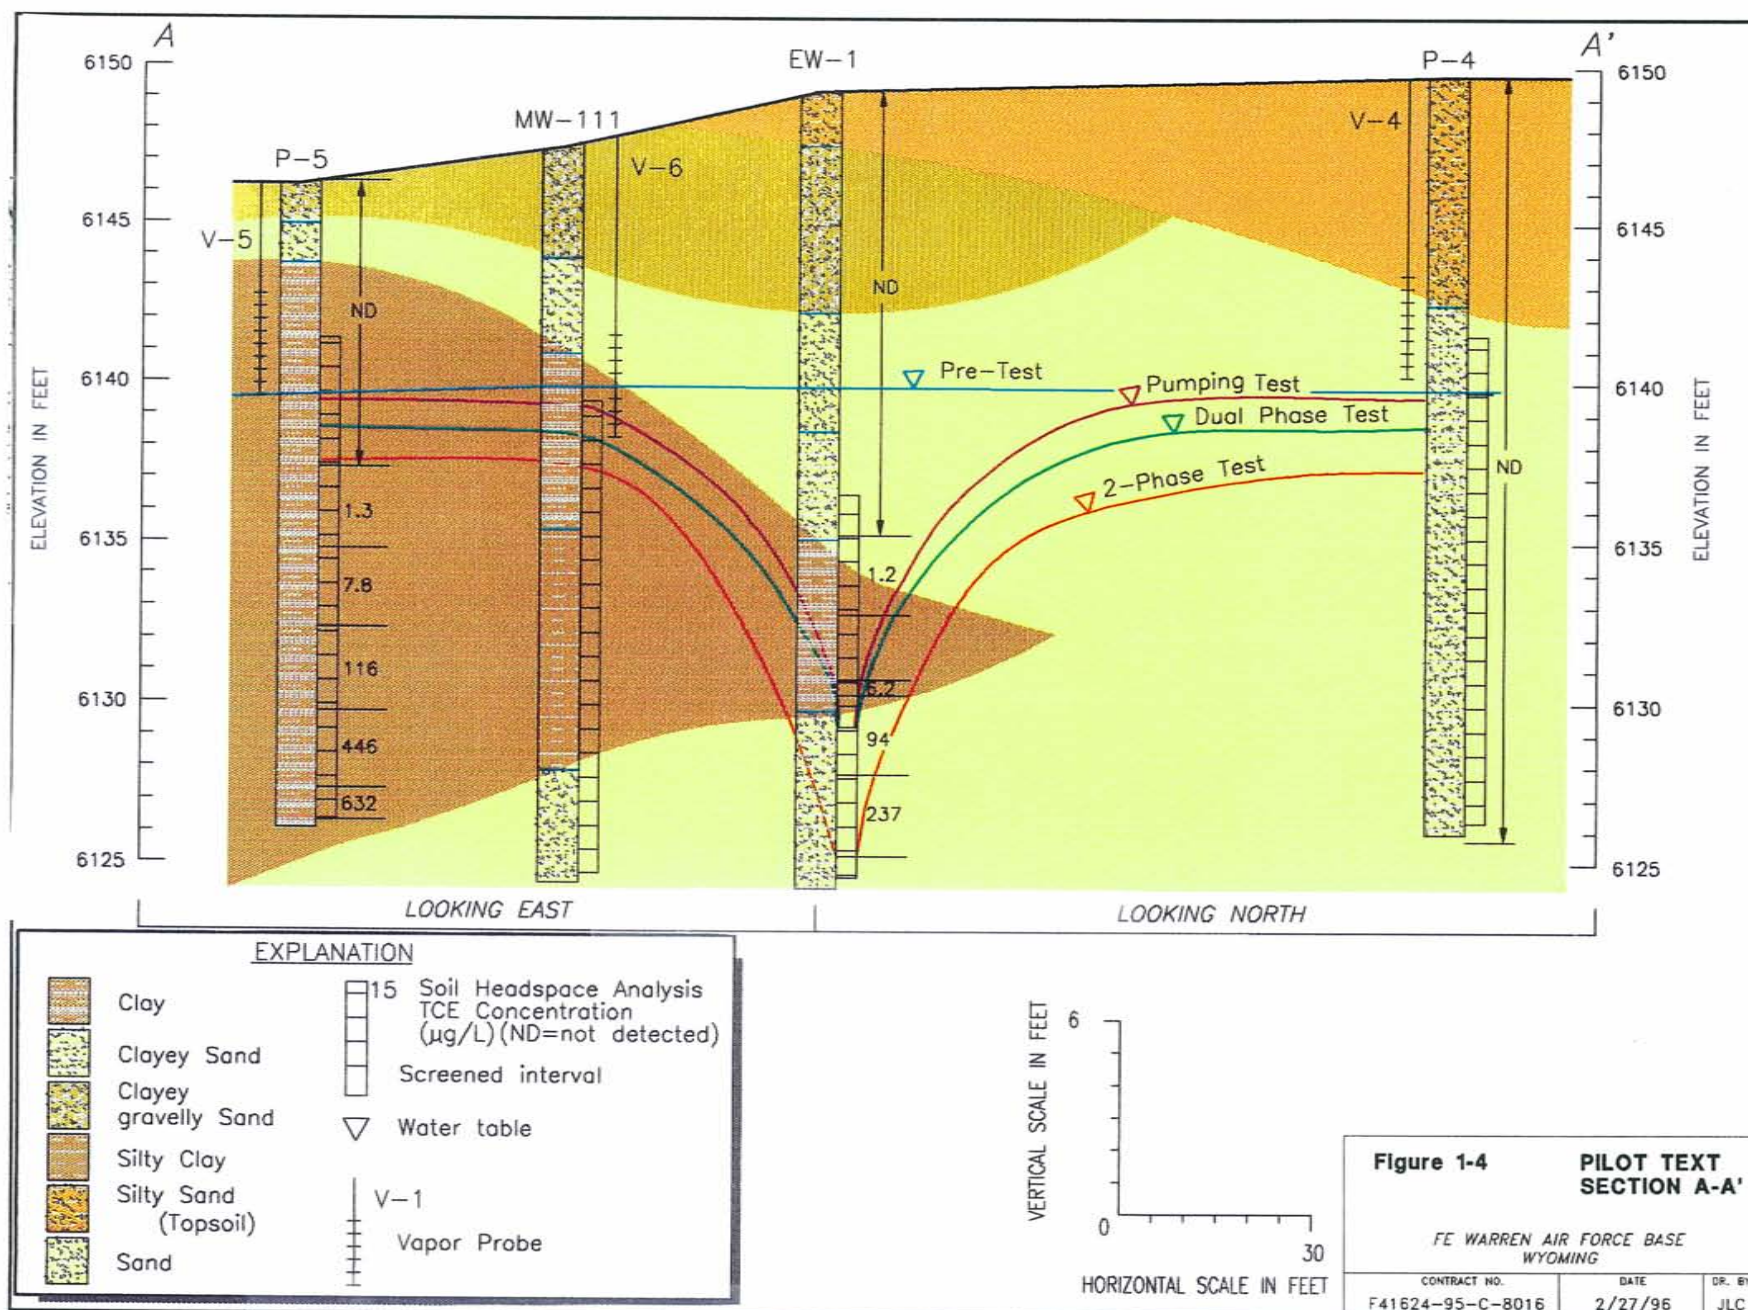 A
A'
EW-1
P-4
6150
6150
MW-111
V-4
P-5
V-6
6145
6145
V-5
ND
ND
Pre-Test
Pumping Test
6140
6140
Dual Phase Test
2-Phase Test
ND
ELEVATION IN FEET
ELEVATION IN FEET
1.3
6135
6135
1.2
7.8
116
6130
6.2
6130
446
94
632
237
6125
6125
LOOKING EAST
LOOKING NORTH
EXPLANATION
Clay
Clayey Sand
Clayey
gravelly Sand
Silty Clay
Silty Sand
(Topsoil)
Sand
15 Soil Headspace Analysis
TCE Concentration
(µg/L)(ND=not detected)
Screened interval
Water table
V-1
Vapor Probe
VERTICAL SCALE IN FEET
6
0
30
HORIZONTAL SCALE IN FEET
Figure 1-4
PILOT TEXT
SECTION A-A'
FE WARREN AIR FORCE BASE
WYOMING
CONTRACT NO.
DATE
DR. BY
F41624-95-C-8016
2/27/96
JLC